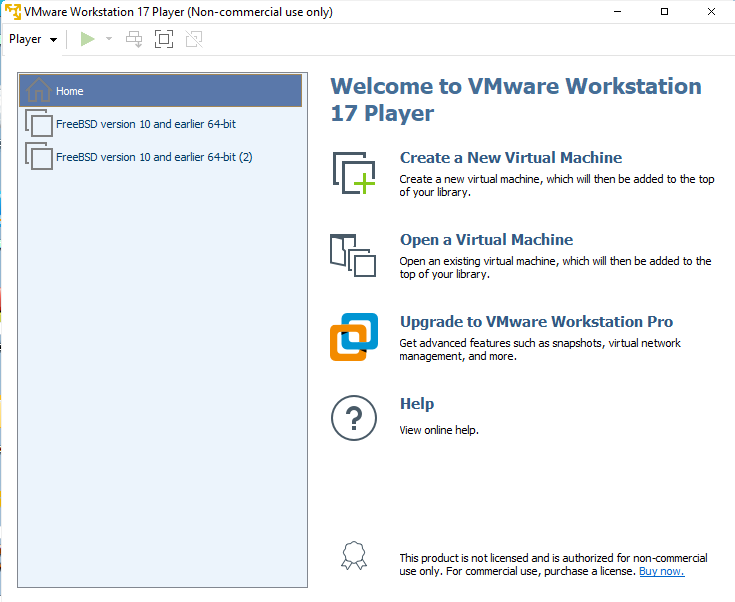 VMware Workstation 17 Player (Non-commercial use only)
Player
Home
FreeBSD version 10 and earlier 64-bit
FreeBSD version 10 and earlier 64-bit (2)
Welcome to VMware Workstation
17 Player
Create a New Virtual Machine
Create a new virtual machine, which will then be added to the top
of your library.
Open a Virtual Machine
Open an existing virtual machine, which will then be added to the
top of your library.
Upgrade to VMware Workstation Pro
Get advanced features such as snapshots, virtual network
management, and more.
Help
View online help.
This product is not licensed and is authorized for non-commercial
use only. For commercial use, purchase a license. Buy now.